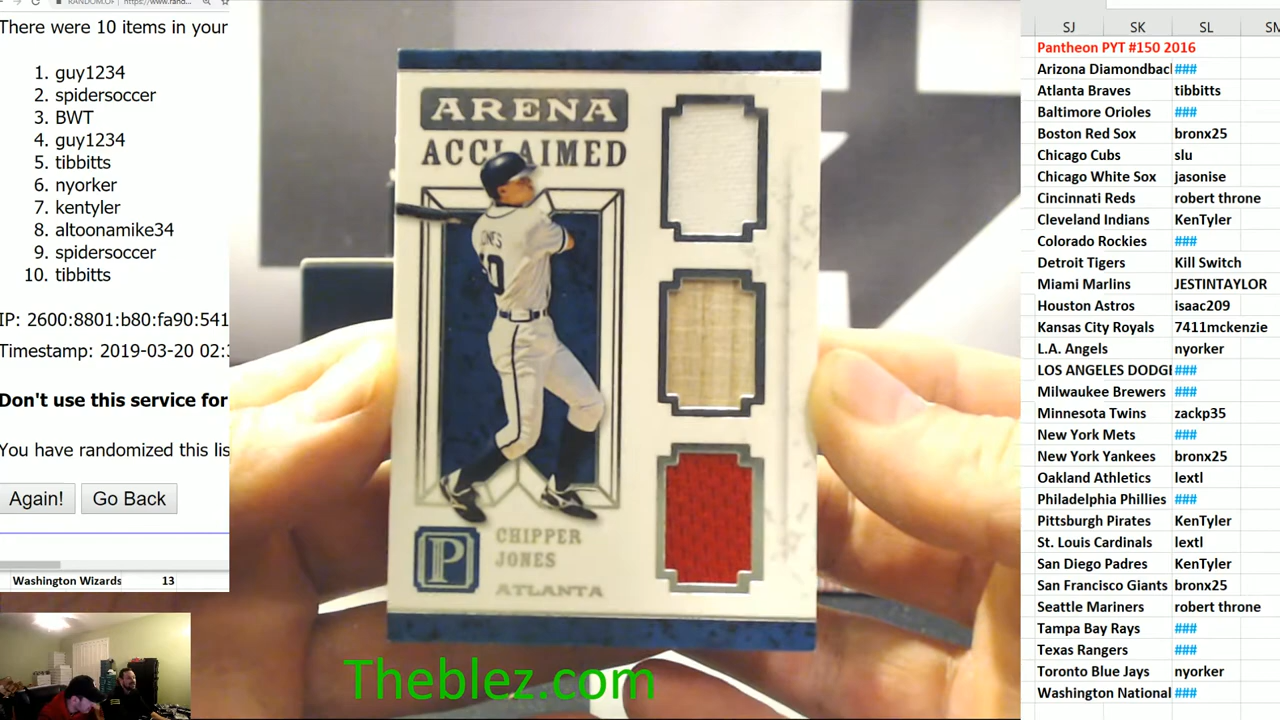 RANDOM.OR
https://www.rand
There were 10 items in your
1. guy1234
2. spidersoccer
3. BWT
4. guy1234
5. tibbitts
6. nyorker
7. kentyler
8. altoonamike34
9. spidersoccer
10. tibbitts
IP: 2600:8801:b80:fa90:541
Timestamp: 2019-03-20 02:
Don't use this service for
You have randomized this lis
Again! Go Back
Washington Wizards 13
ARENA
ACCLAIMED
JONES
10
P
CHIPPER
JONES
ATLANTA
Theblez.com
SJ SK SL SM
Pantheon PYT #150 2016
Arizona Diamondbac ###
Atlanta Braves tibbitts
Baltimore Orioles ###
Boston Red Sox bronx25
Chicago Cubs slu
Chicago White Sox jasonise
Cincinnati Reds robert throne
Cleveland Indians KenTyler
Colorado Rockies ###
Detroit Tigers Kill Switch
Miami Marlins JESTINTAYLOR
Houston Astros isaac209
Kansas City Royals 7411mckenzie
L.A. Angels nyorker
LOS ANGELES DODGE ###
Milwaukee Brewers ###
Minnesota Twins zackp35
New York Mets ###
New York Yankees bronx25
Oakland Athletics lextl
Philadelphia Phillies ###
Pittsburgh Pirates KenTyler
St. Louis Cardinals lextl
San Diego Padres KenTyler
San Francisco Giants bronx25
Seattle Mariners robert throne
Tampa Bay Rays ###
Texas Rangers ###
Toronto Blue Jays nyorker
Washington National ###